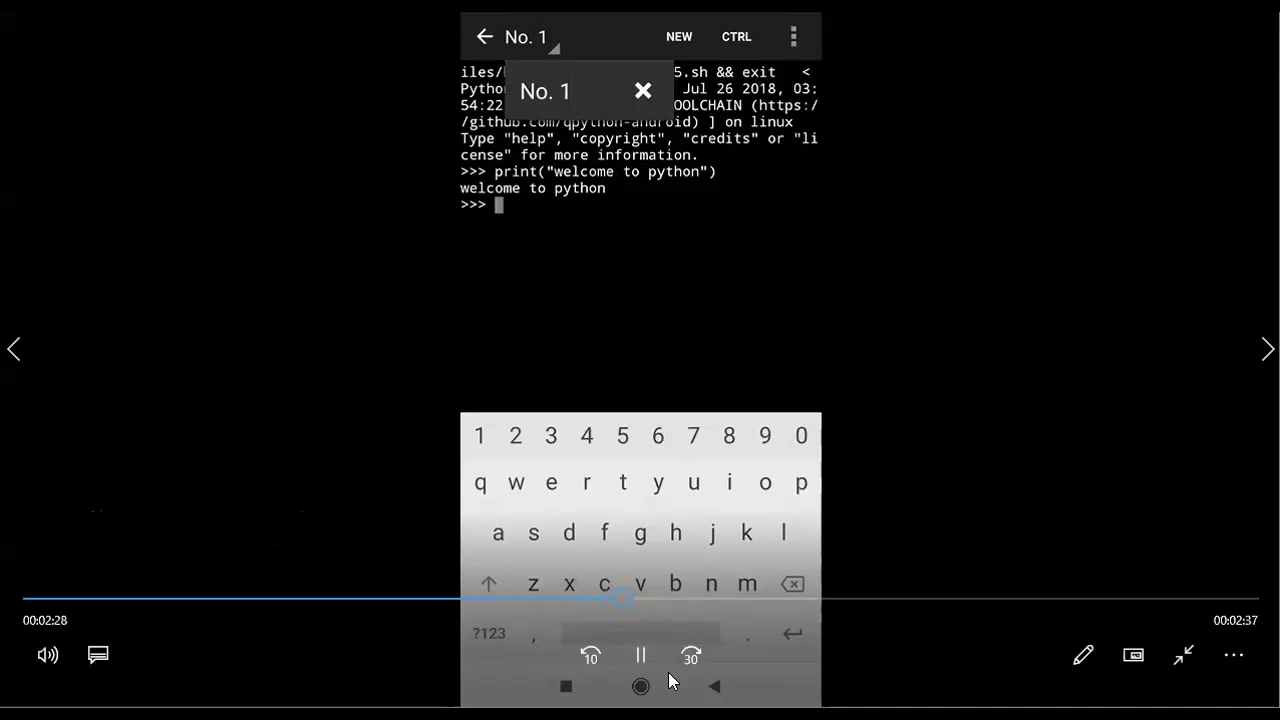 No. 1 NEW CTRL
No. 1
iles/ 5.sh && exit <
Pytho Jul 26 2018, 03:
54:22 OOLCHAIN (https:/
/github.com/qpython-android) ] on linux
Type "help", "copyright", "credits" or "li
cense" for more information.
>>> print("welcome to python")
welcome to python
>>>
1 2 3 4 5 6 7 8 9 0
q w e r t y u i o p
a s d f g h j k l
z x c v b n m
00:02:28 00:02:37
?123 , .
10 30